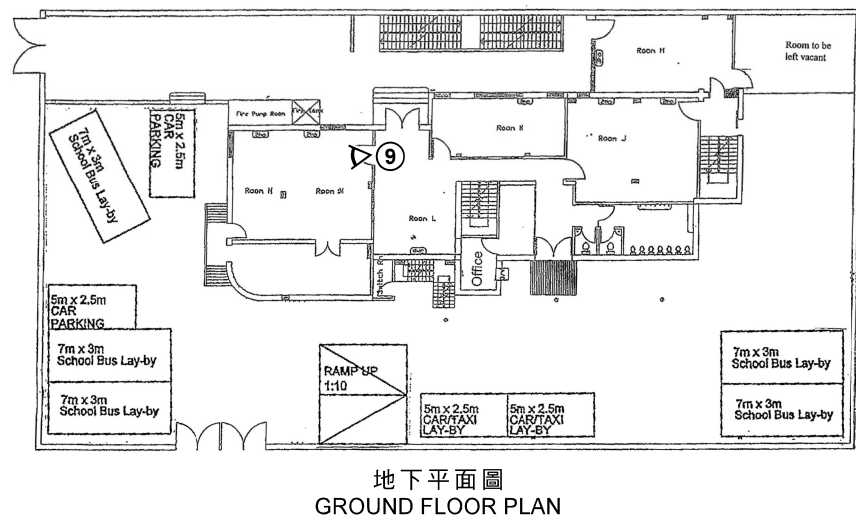 Room M
Room to be
left vacant
Fire Pump Room
5m x 2.5m
CAR
PARKING
7m x 3m
School Bus Lay-by
9
Room K
Room J
Room N
Room L
Office
Switch Rm
5m x 2.5m
CAR
PARKING
7m x 3m
School Bus Lay-by
7m x 3m
School Bus Lay-by
RAMP UP
1:10
5m x 2.5m
CAR/TAXI
LAY-BY
5m x 2.5m
CAR/TAXI
LAY-BY
7m x 3m
School Bus Lay-by
7m x 3m
School Bus Lay-by
地下平面圖
GROUND FLOOR PLAN